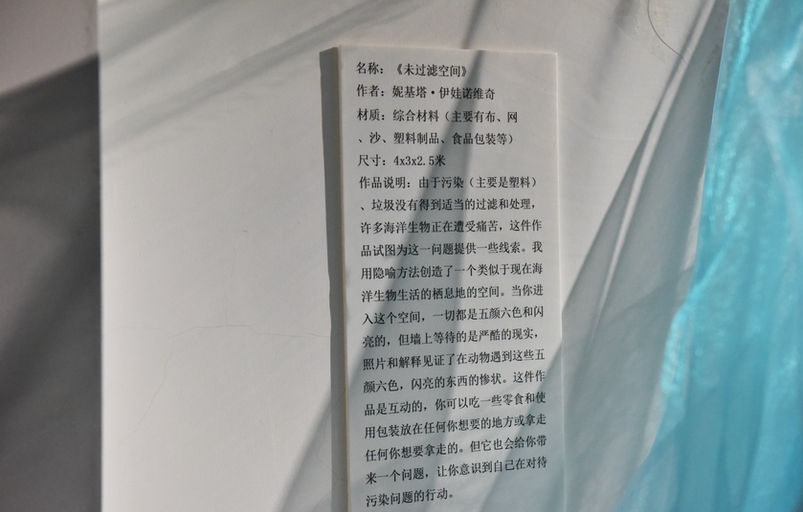 名称：《未过滤空间》
作者：妮基塔·伊娃诺维奇
材质：综合材料（主要有布、网
、沙、塑料制品、食品包装等）
尺寸：4x3x2.5米
作品说明：由于污染（主要是塑料）
、垃圾没有得到适当的过滤和处理，
许多海洋生物正在遭受痛苦，这件作
品试图为这一问题提供一些线索。我
用隐喻方法创造了一个类似于现在海
洋生物生活的栖息地的空间。当你进
入这个空间，一切都是五颜六色和闪
亮的，但墙上等待的是严酷的现实，
照片和解释见证了在动物遇到这些五
颜六色，闪亮的东西的惨状。这件作
品是互动的，你可以吃一些零食和使
用包装放在任何你想要的地方或拿走
任何你想要拿走的。但它也会给你带
来一个问题，让你意识到自己在对待
污染问题的行动。